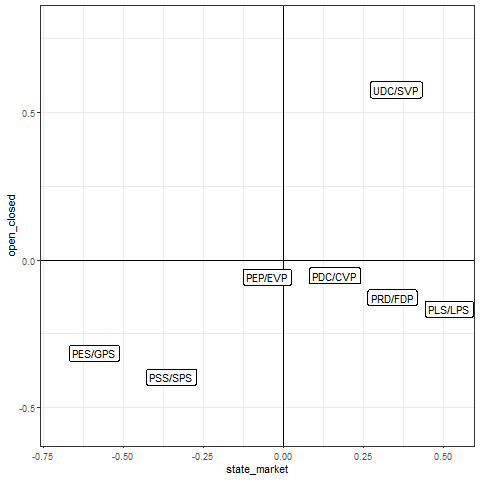 UDC/SVP
0.5
open_closed
0.0
PEP/EVP
PDC/CVP
PRD/FDP
PLS/LPS
PES/GPS
PSS/SPS
-0.5
-0.75 -0.50 -0.25 0.00 0.25 0.50
state_market